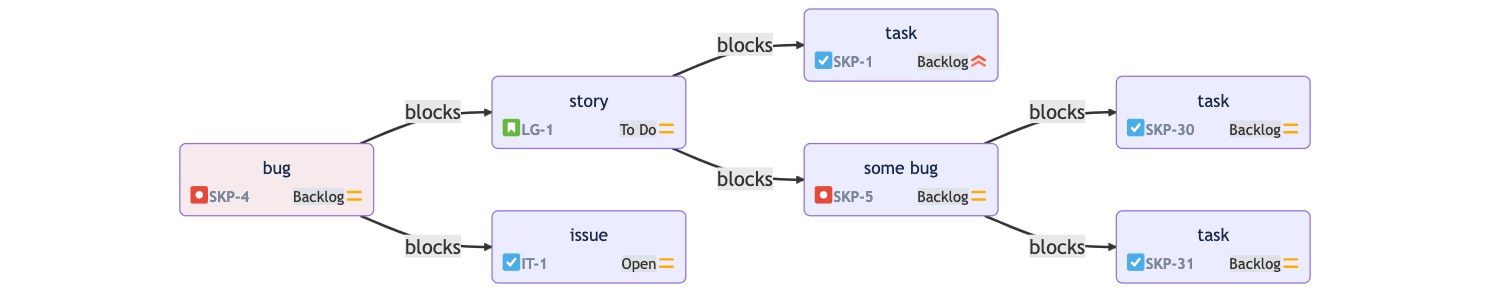 task
SKP-1 Backlog
blocks
story
LG-1 To Do
blocks
task
SKP-30 Backlog
blocks
bug
SKP-4 Backlog
blocks
some bug
SKP-5 Backlog
blocks
issue
IT-1 Open
blocks
task
SKP-31 Backlog